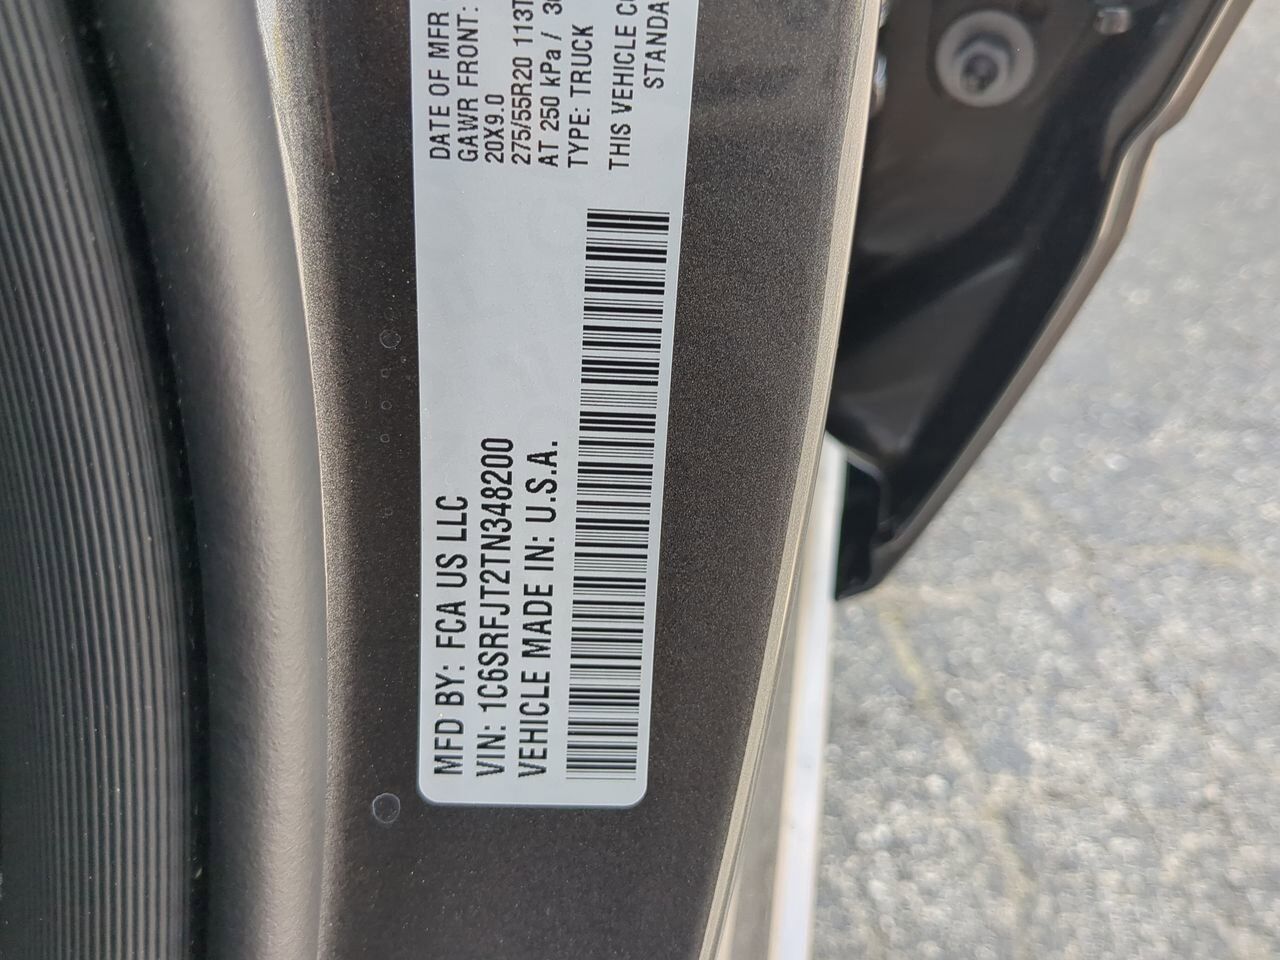 MFD BY: FCA US LLC
VIN: 1C6SRFJT2TN348200
VEHICLE MADE IN: U.S.A.
DATE OF MFR
GAWR FRONT:
20X9.0
275/55R20 113T
AT 250 kPa /
TYPE: TRUCK
THIS VEHICLE